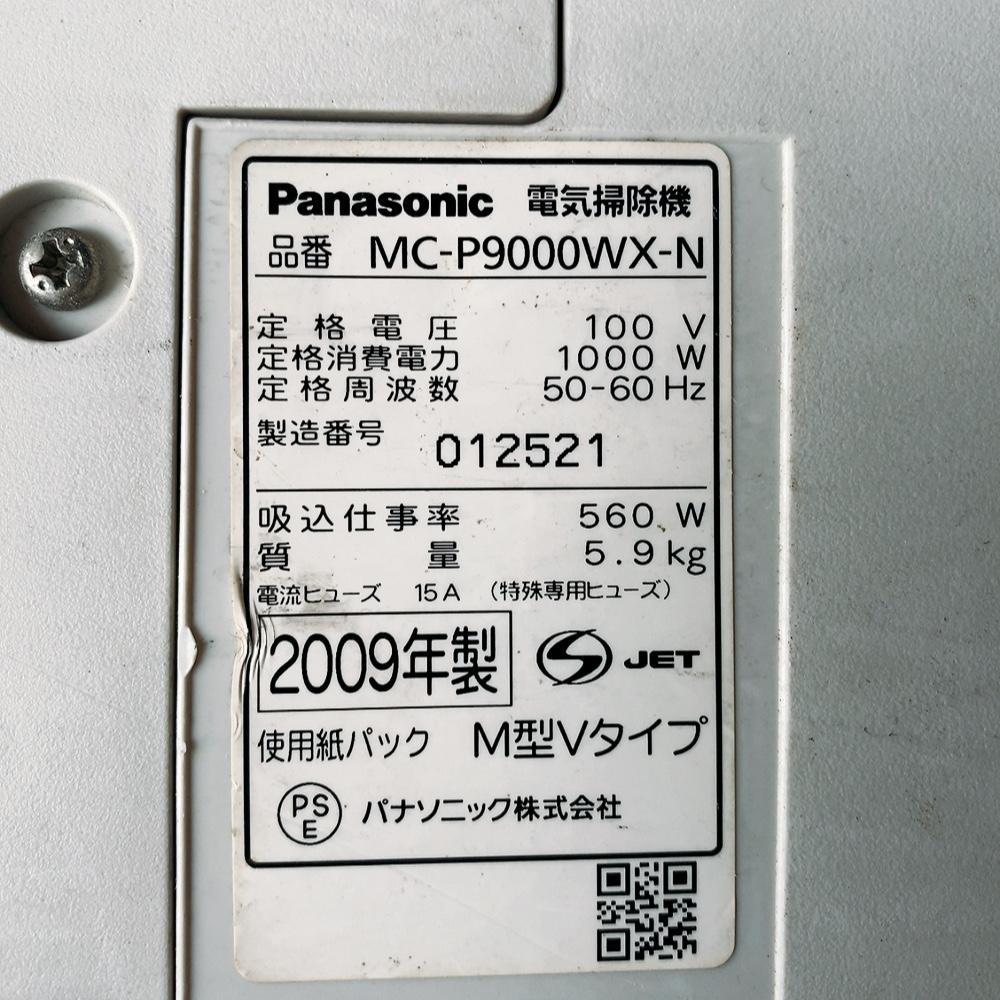 Panasonic 電気掃除機
品番 MC-P9000WX-N
定格電圧 100 V
定格消費電力 1000 W
定格周波数 50-60 Hz
製造番号 012521
吸込仕事率 560 W
質量 5.9 kg
電流ヒューズ 15A (特殊専用ヒューズ)
2009年製 S JET
使用紙パック M型Vタイプ
PS
E パナソニック株式会社